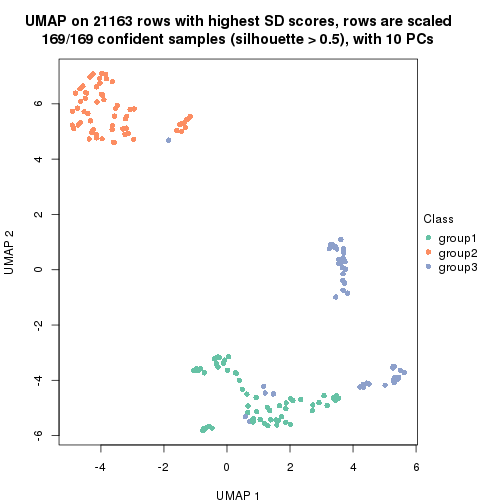 UMAP on 21163 rows with highest SD scores, rows are scaled
169/169 confident samples (silhouette > 0.5), with 10 PCs
6
4
2
0
-2
-4
-6
UMAP 2
Class
group1
group2
group3
-4
-2
0
2
4
6
UMAP 1